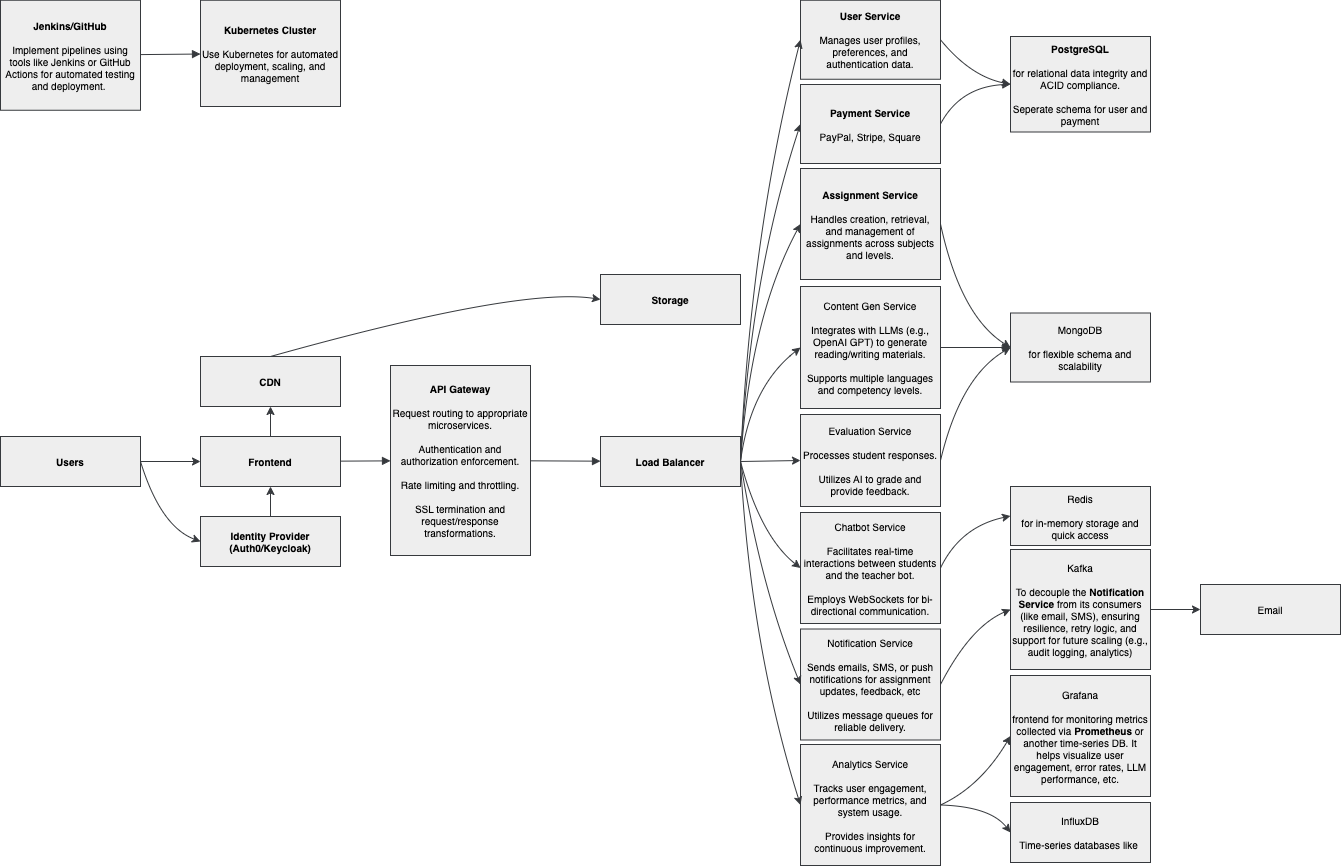 Jenkins/GitHub
Implement pipelines using
tools like Jenkins or GitHub
Actions for automated testing
and deployment.
Kubernetes Cluster
Use Kubernetes for automated
deployment, scaling, and
management
User Service
Manages user profiles,
preferences, and
authentication data.
PostgreSQL
for relational data integrity and
ACID compliance.
Seperate schema for user and
payment
Payment Service
PayPal, Stripe, Square
Assignment Service
Handles creation, retrieval,
and management of
assignments across subjects
and levels.
Storage
Content Gen Service
Integrates with LLMs (e.g.,
OpenAI GPT) to generate
reading/writing materials.
Supports multiple languages
and competency levels.
MongoDB
for flexible schema and
scalability
CDN
API Gateway
Request routing to appropriate
microservices.
Authentication and
authorization enforcement.
Rate limiting and throttling.
SSL termination and
request/response
transformations.
Users
Frontend
Load Balancer
Identity Provider
(Auth0/Keycloak)
Evaluation Service
Processes student responses.
Utilizes AI to grade and
provide feedback.
Chatbot Service
Facilitates real-time
interactions between students
and the teacher bot.
Employs WebSockets for bi-
directional communication.
Redis
for in-memory storage and
quick access
Kafka
To decouple the Notification
Service from its consumers
(like email, SMS), ensuring
resilience, retry logic, and
support for future scaling (e.g.,
audit logging, analytics)
Email
Notification Service
Sends emails, SMS, or push
notifications for assignment
updates, feedback, etc
Utilizes message queues for
reliable delivery.
Grafana
frontend for monitoring metrics
collected via Prometheus or
another time-series DB. It
helps visualize user
engagement, error rates, LLM
performance, etc.
Analytics Service
Tracks user engagement,
performance metrics, and
system usage.
Provides insights for
continuous improvement.
InfluxDB
Time-series databases like